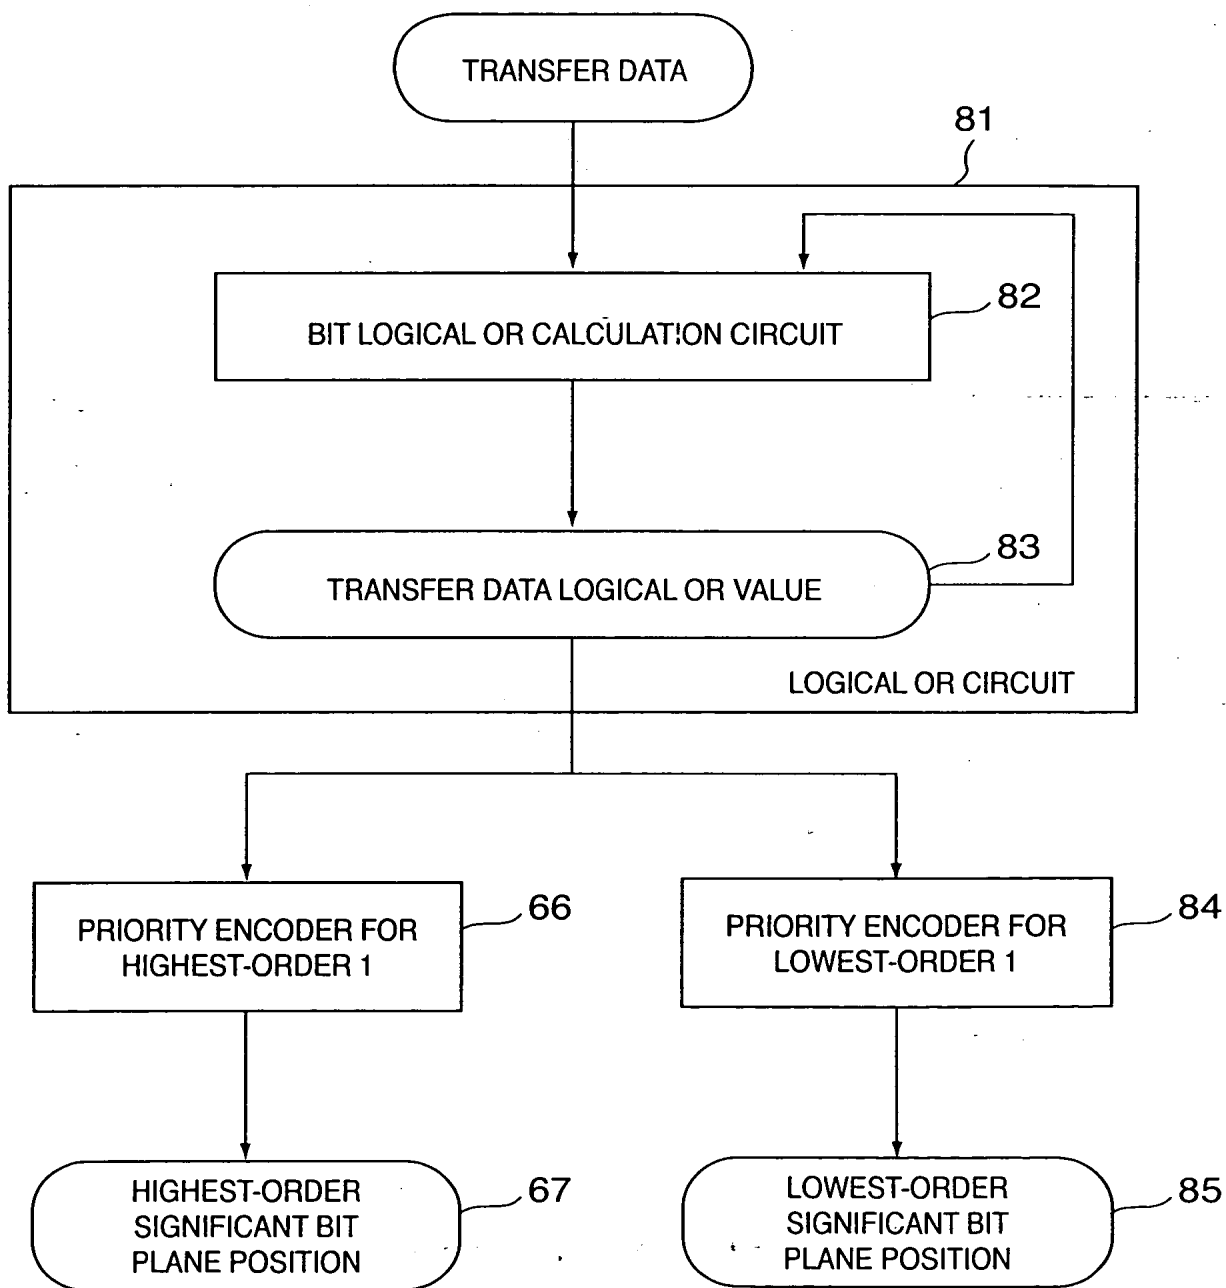 TRANSFER DATA
81
BIT LOGICAL OR CALCULATION CIRCUIT
82
TRANSFER DATA LOGICAL OR VALUE
83
LOGICAL OR CIRCUIT
PRIORITY ENCODER FOR
HIGHEST-ORDER 1
66
PRIORITY ENCODER FOR
LOWEST-ORDER 1
84
HIGHEST-ORDER
SIGNIFICANT BIT
PLANE POSITION
67
LOWEST-ORDER
SIGNIFICANT BIT
PLANE POSITION
85